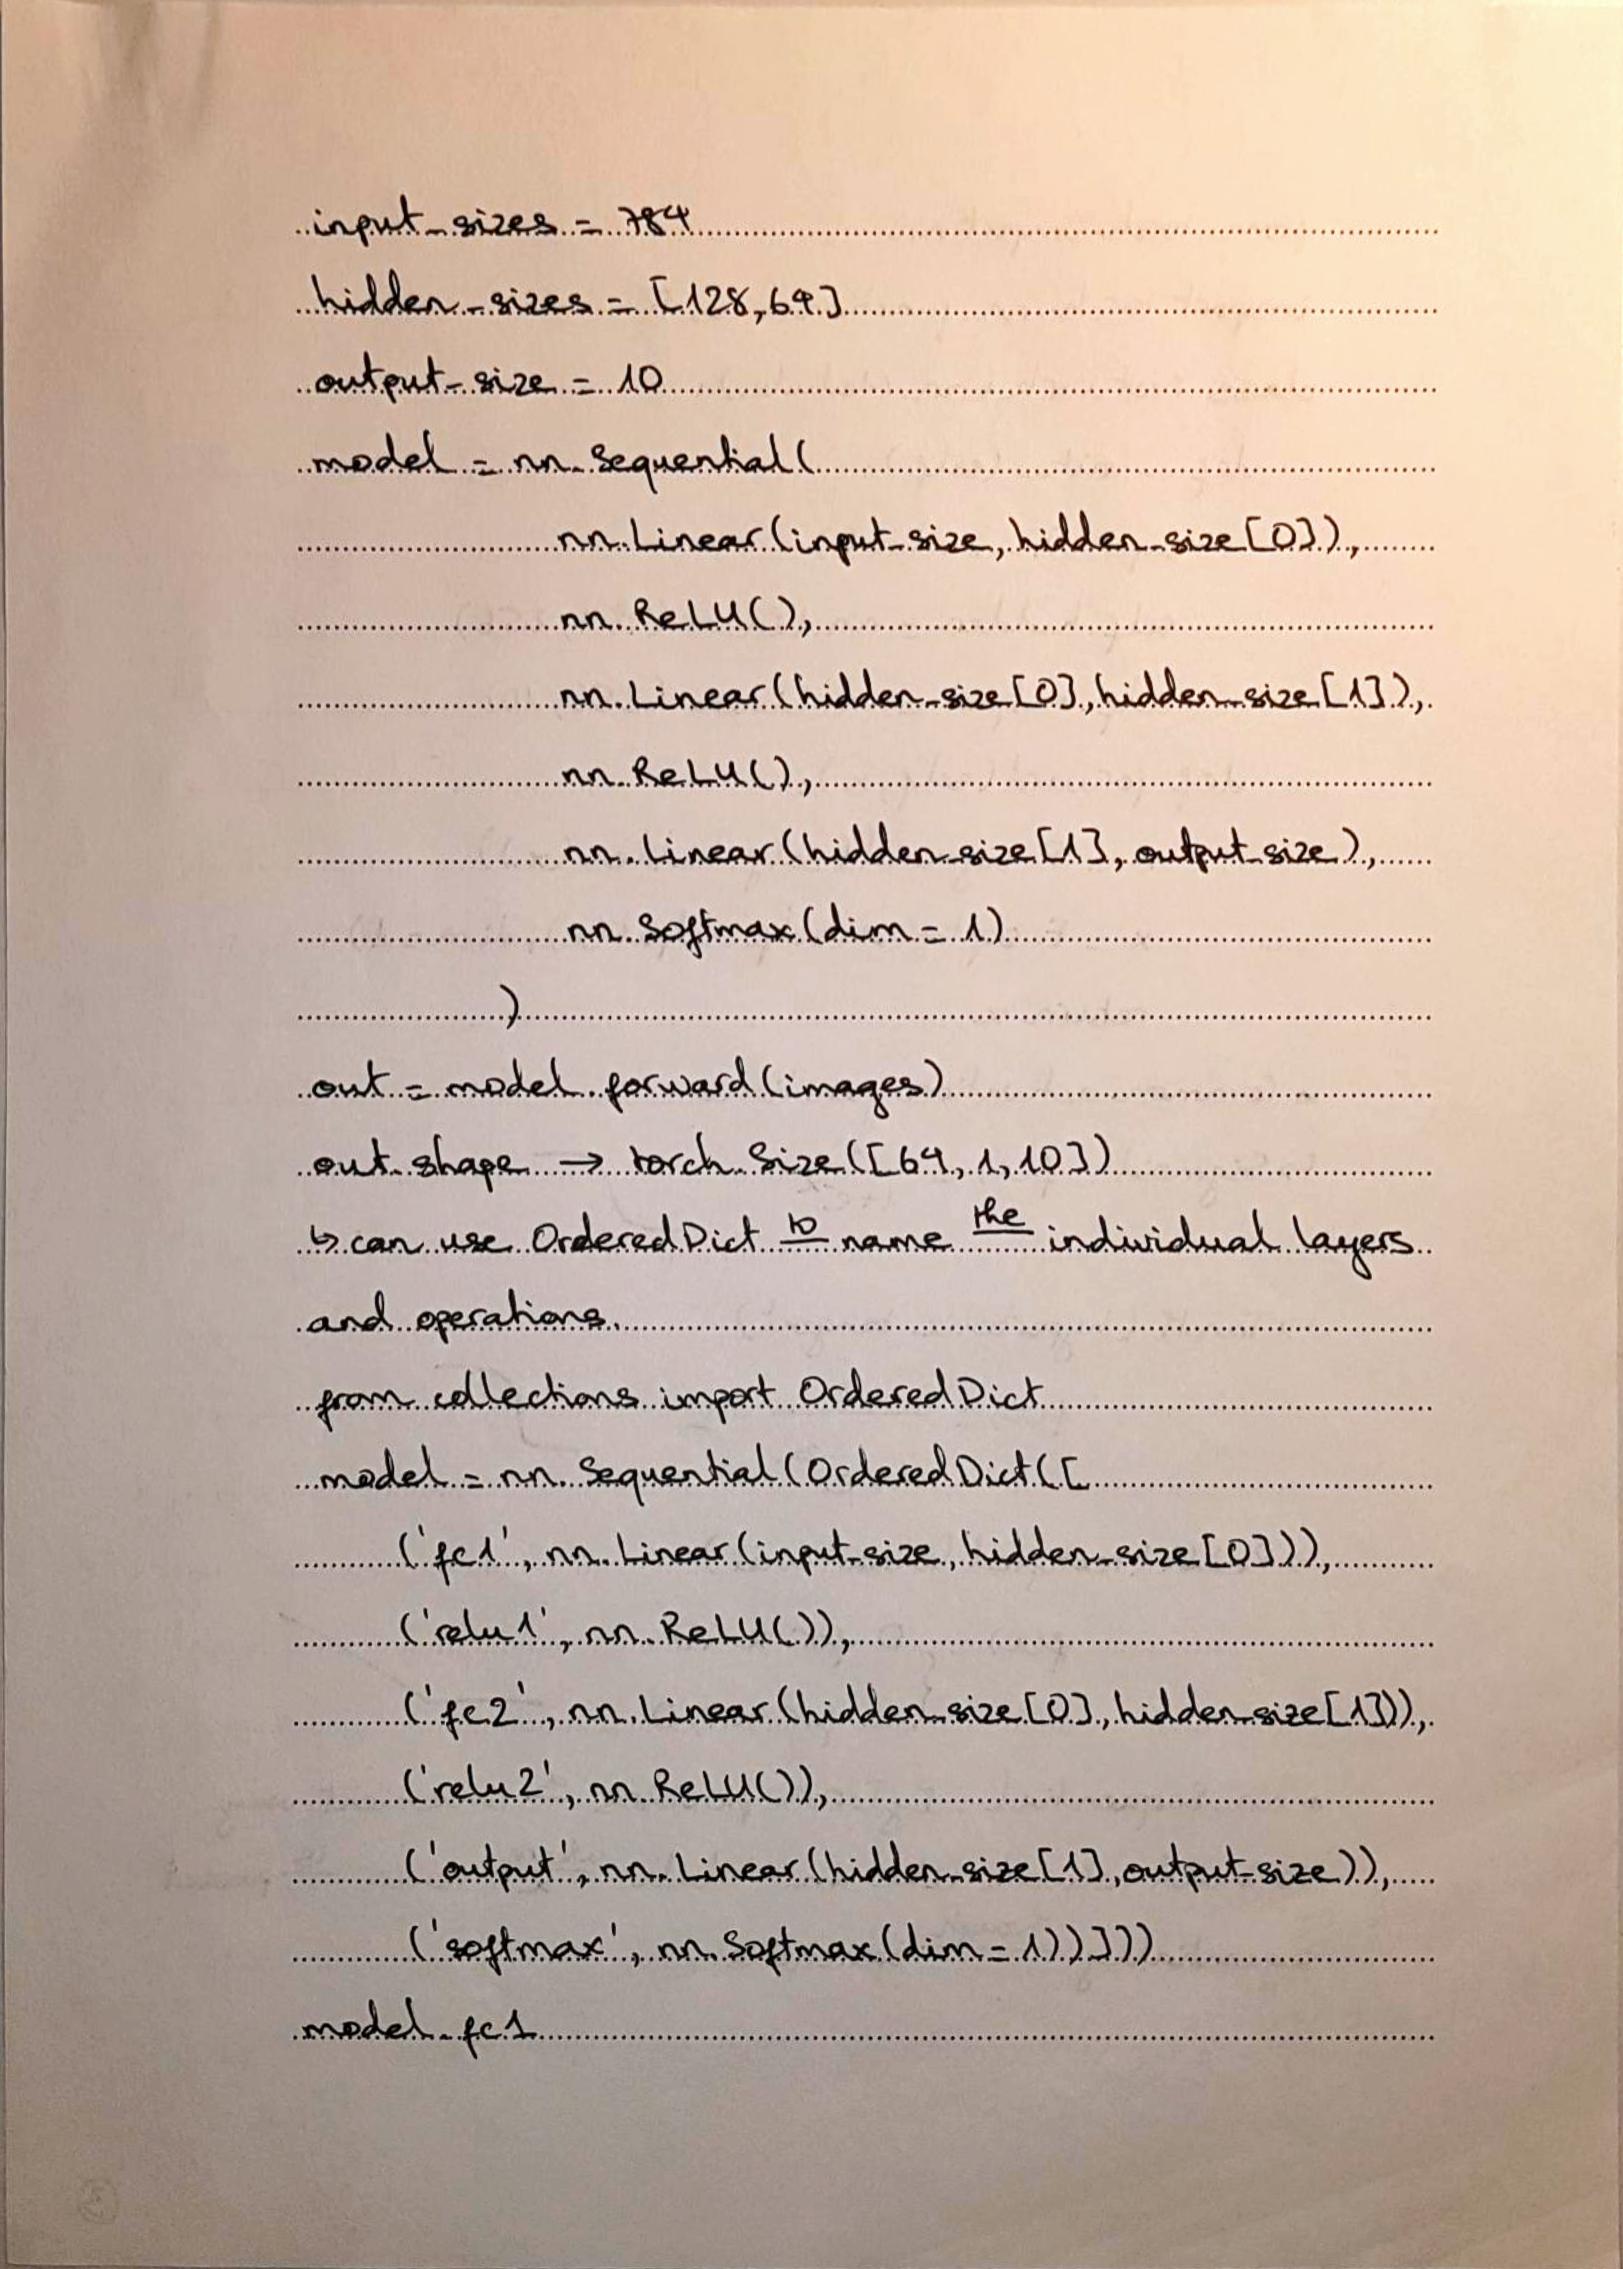 input_sizes = 784
hidden_sizes = [128,64]
output_size = 10
model = nn.Sequential(
nn.Linear(input_size, hidden_size[0]),
nn.ReLU(),
nn.Linear(hidden_size[0], hidden_size[1]),
nn.ReLU(),
nn.Linear(hidden_size[1], output_size),
nn.Softmax(dim = 1)
)
out = model.forward(images)
out.shape → torch.Size([64, 1, 10])
↳ can use OrderedDict to name the individual layers
and operations.
from collections import OrderedDict
model = nn.Sequential(OrderedDict([
('fc1', nn.Linear(input_size, hidden_size[0])),
('relu1', nn.ReLU()),
('fc2', nn.Linear(hidden_size[0], hidden_size[1])),
('relu2', nn.ReLU()),
('output', nn.Linear(hidden_size[1], output_size)),
('softmax', nn.Softmax(dim = 1))]))
model.fc1